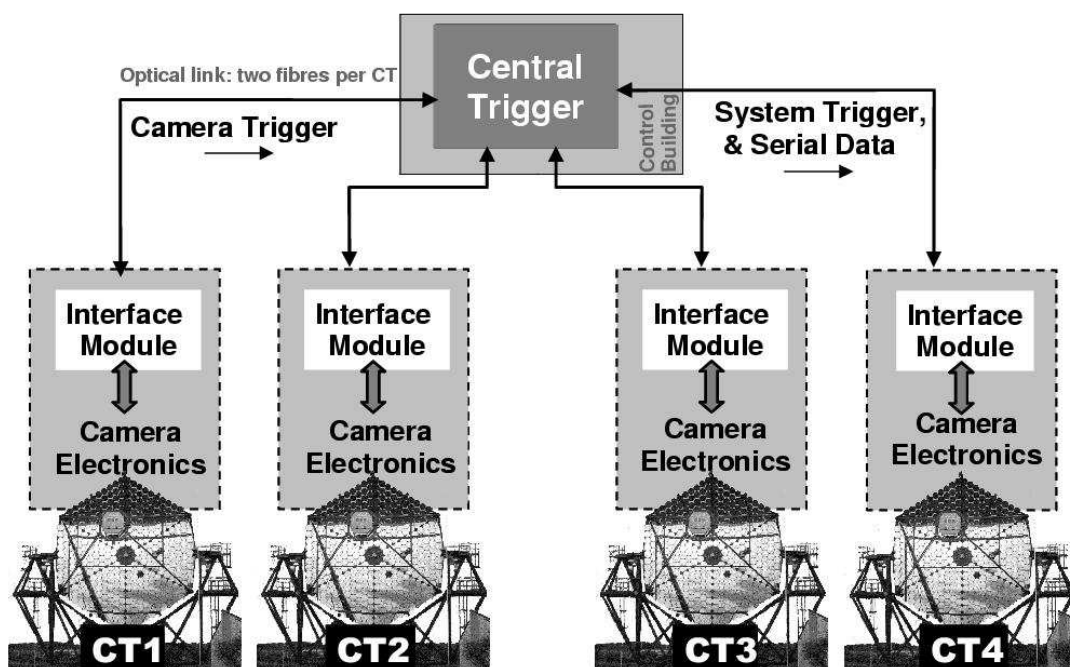 Optical link: two fibres per CT
Central
Trigger
Control
Building
Camera Trigger
System Trigger,
& Serial Data
Interface
Module
Camera
Electronics
CT1
Interface
Module
Camera
Electronics
CT2
Interface
Module
Camera
Electronics
CT3
Interface
Module
Camera
Electronics
CT4